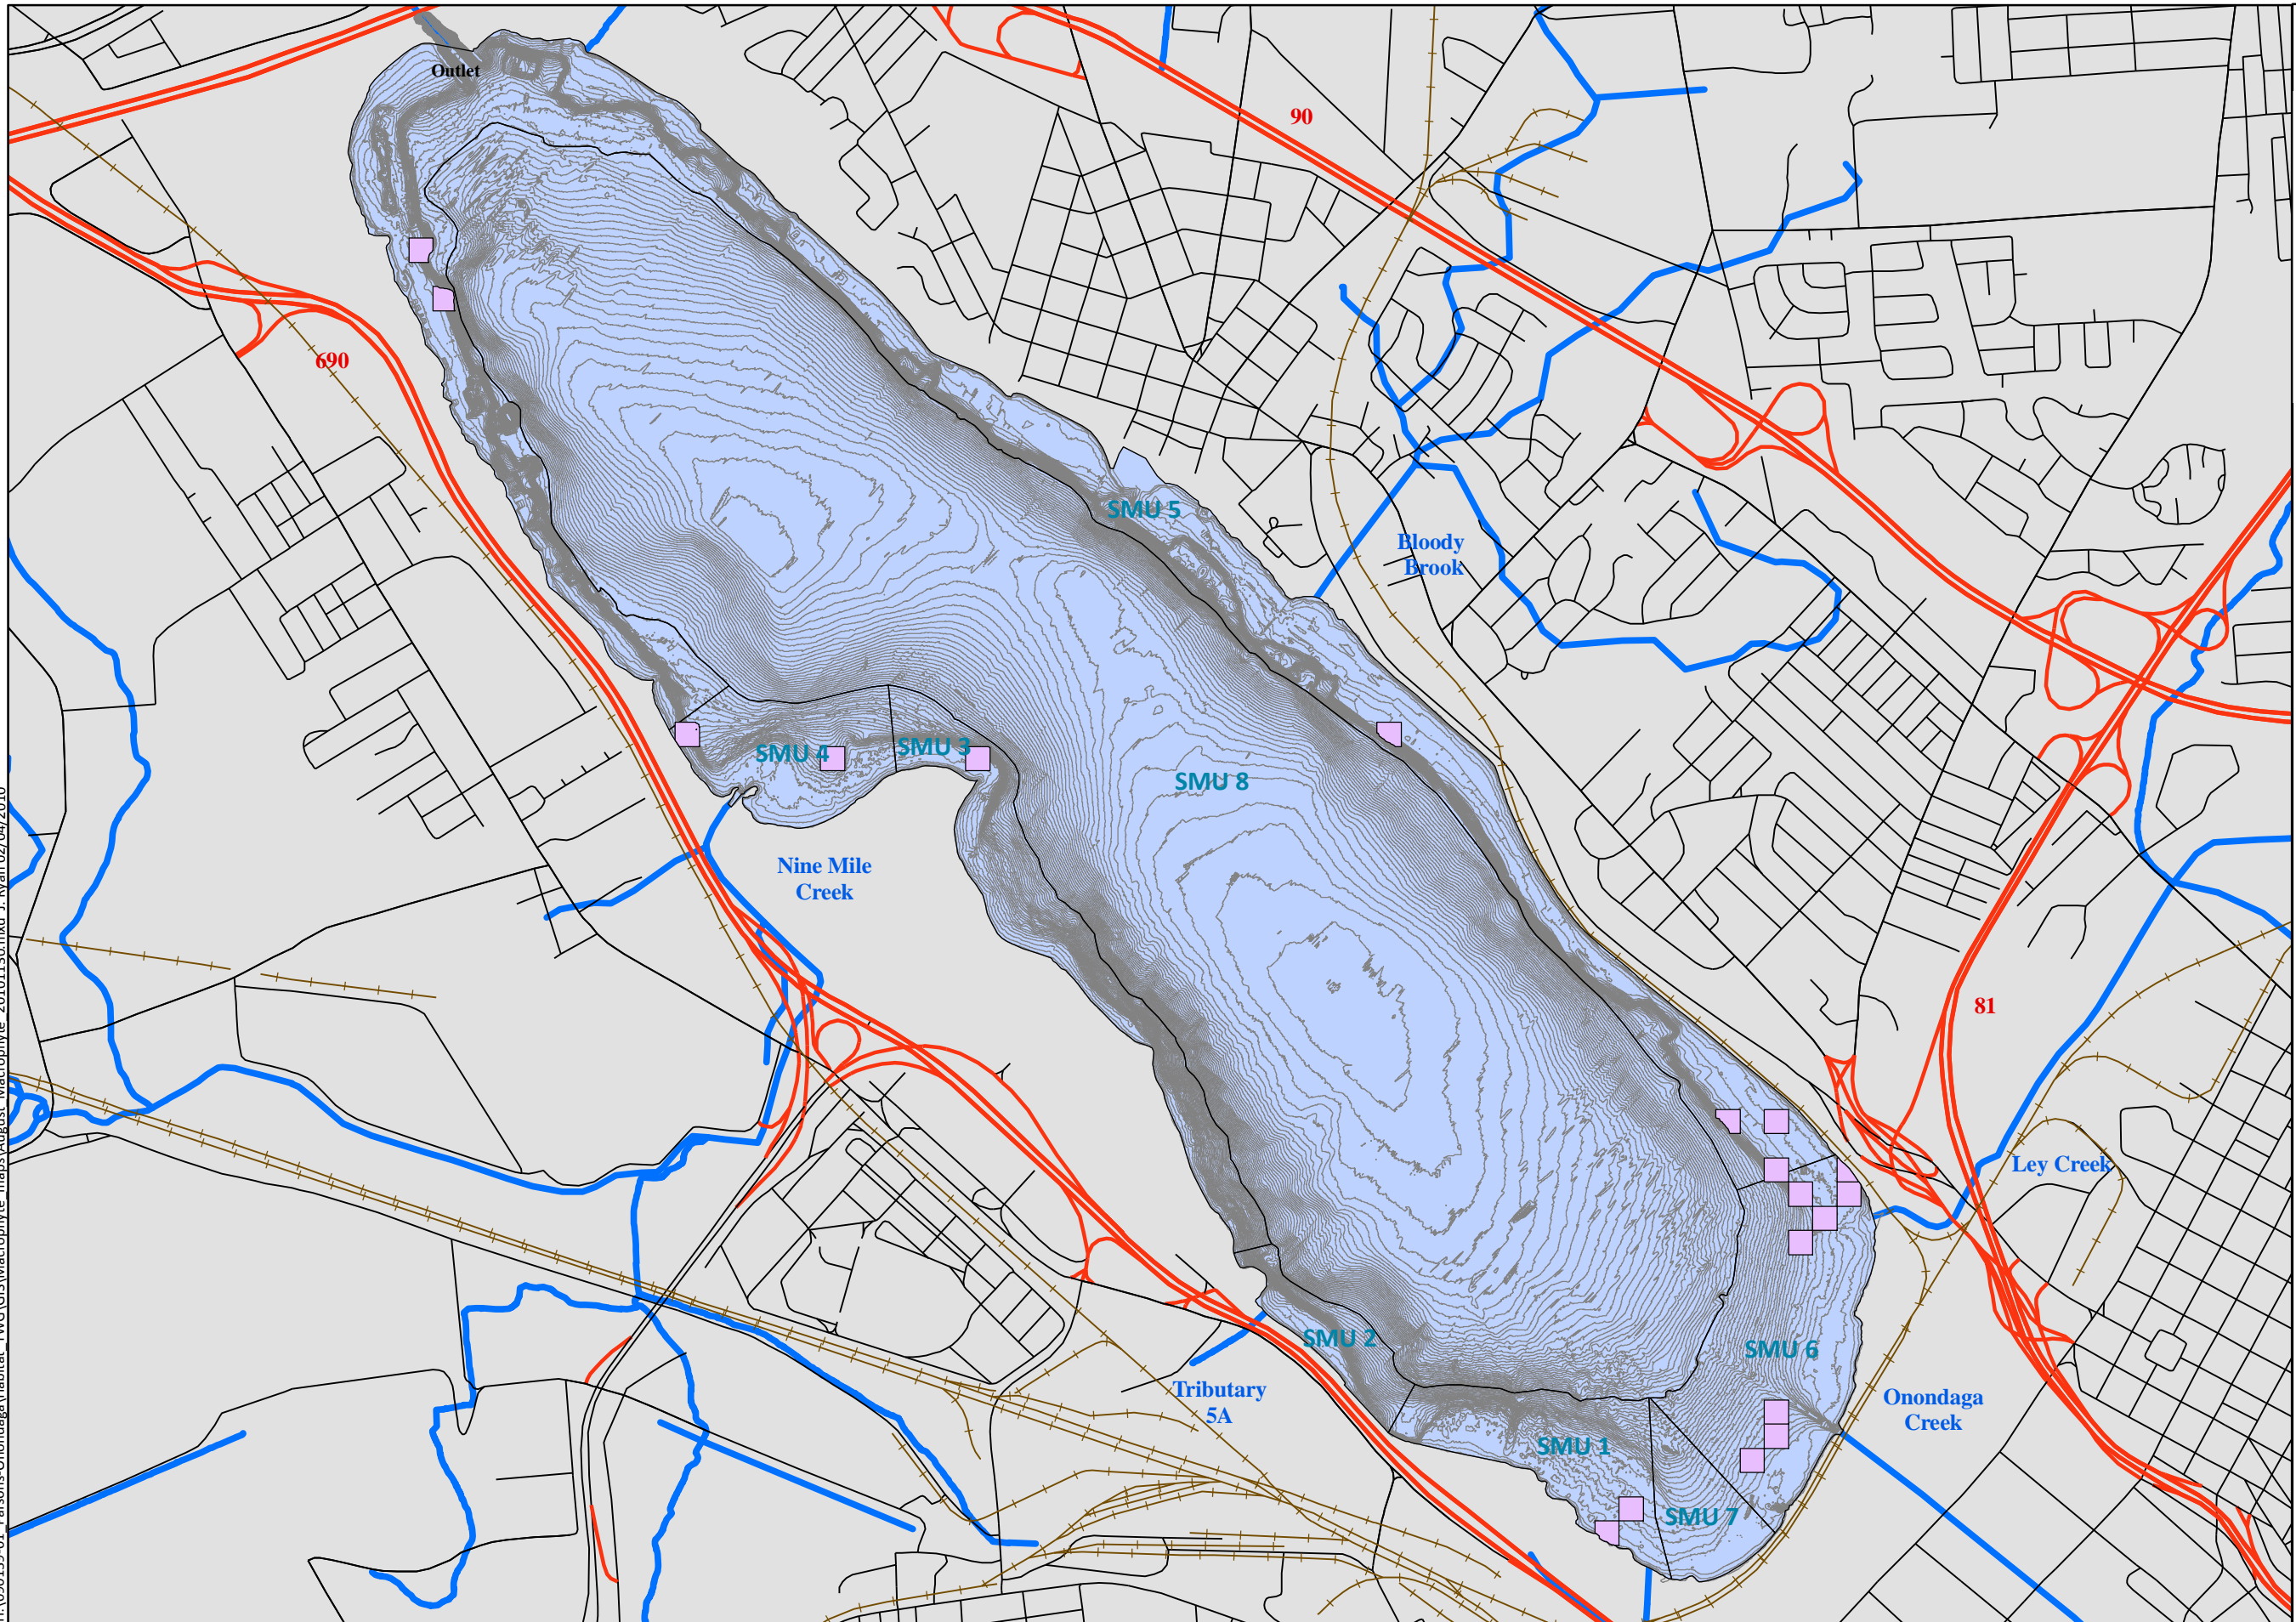 Outlet
90
690
SMU 5
Bloody
Brook
SMU 4
SMU 3
SMU 8
Nine Mile
Creek
81
Ley Creek
SMU 2
SMU 6
Tributary
5A
Onondaga
Creek
SMU 1
SMU 7